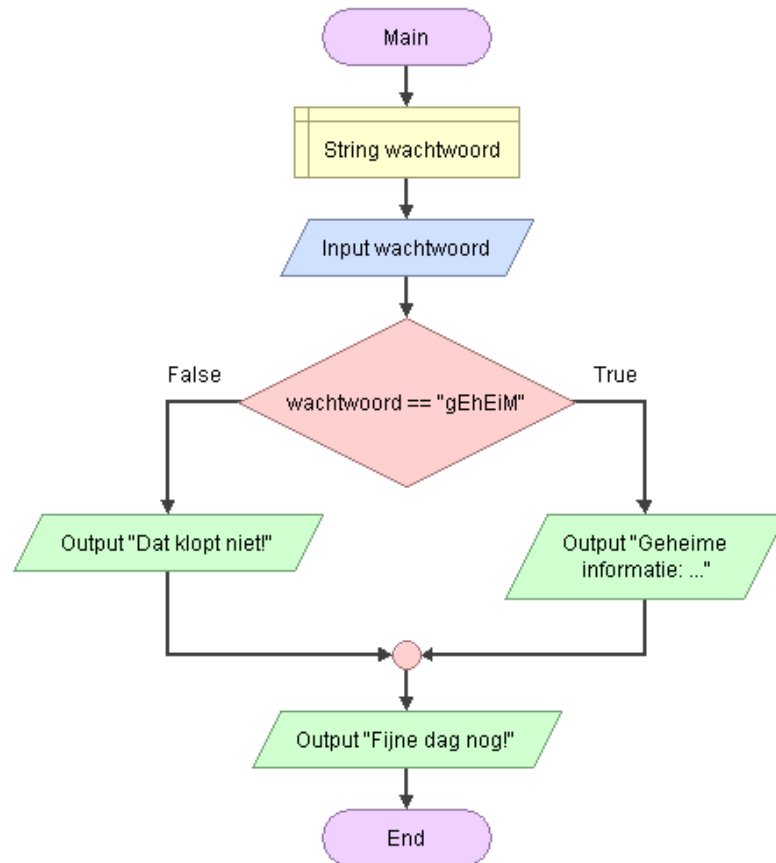 Main
String wachtwoord
Input wachtwoord
False
True
wachtwoord == "gEhEiM"
Output "Dat klopt niet!"
Output "Geheime
informatie: ..."
Output "Fijne dag nog!"
End